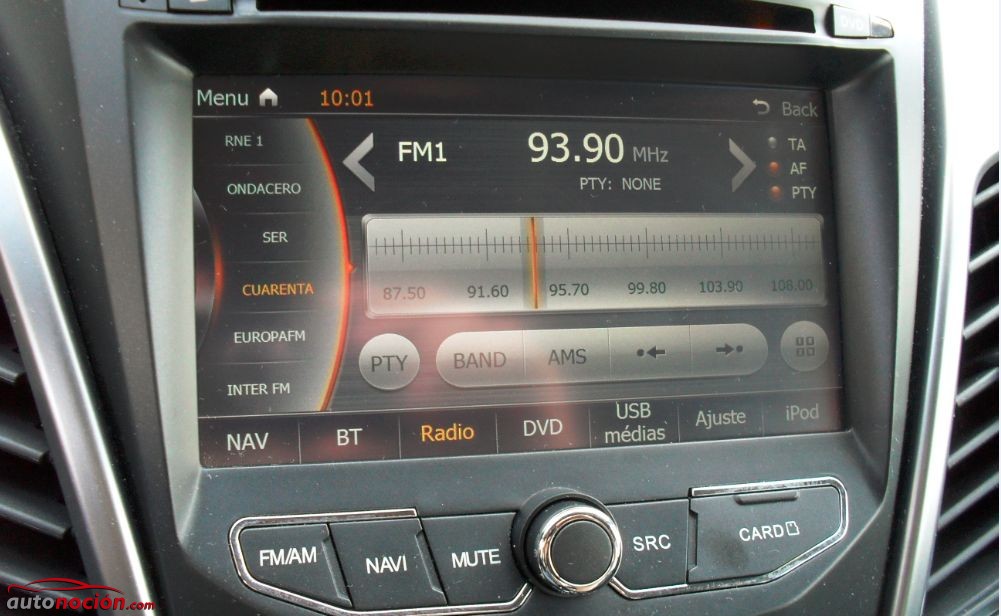 DVD
Menu 10:01 Back
RNE 1
ONDACERO
SER
CUARENTA
EUROPAFM
INTER FM
FM1 93.90 MHz
PTY: NONE
TA
AF
PTY
87.50 91.60 95.70 99.80 103.90 108.00
PTY BAND AMS
NAV BT Radio DVD USB médias Ajuste iPod
FM/AM NAVI MUTE SRC CARD
autonocion.com